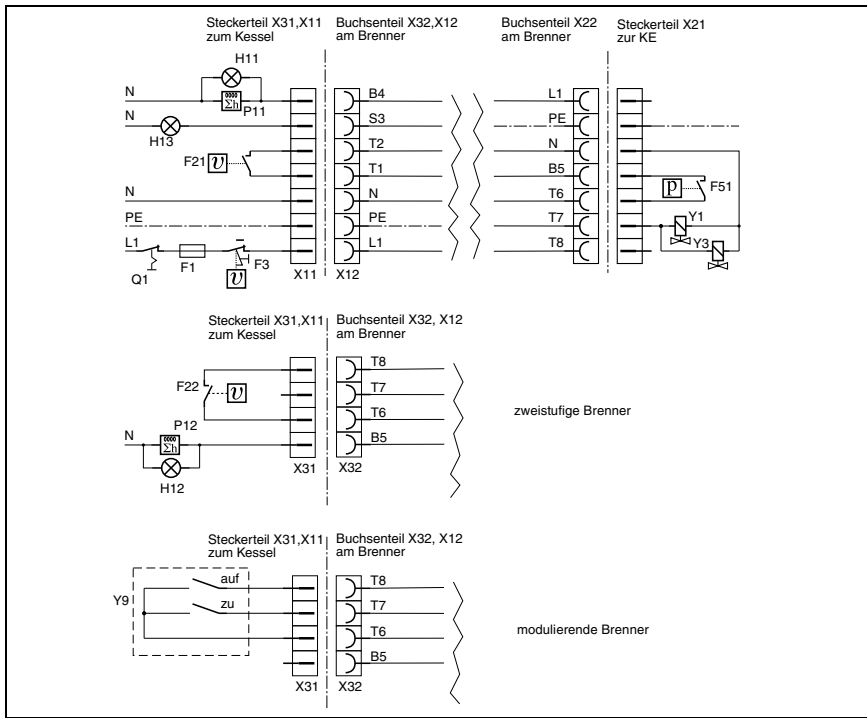 Steckerteil X31,X11
zum Kessel
Buchsenteil X32,X12
am Brenner
Buchsenteil X22
am Brenner
Steckerteil X21
zur KE
H11
N
B4
L1
0000
Σh
P11
N
S3
PE
H13
T2
N
F21
υ
T1
B5
p
F51
N
N
T6
Y1
PE
PE
T7
Y3
L1
L1
T8
Q1
F1
F3
υ
X11
X12
Steckerteil X31,X11
zum Kessel
Buchsenteil X32, X12
am Brenner
T8
F22
υ
T7
zweistufige Brenner
P12
T6
N
0000
Σh
B5
H12
X31
X32
Steckerteil X31,X11
zum Kessel
Buchsenteil X32, X12
am Brenner
auf
T8
Y9
zu
T7
T6
modulierende Brenner
B5
X31
X32